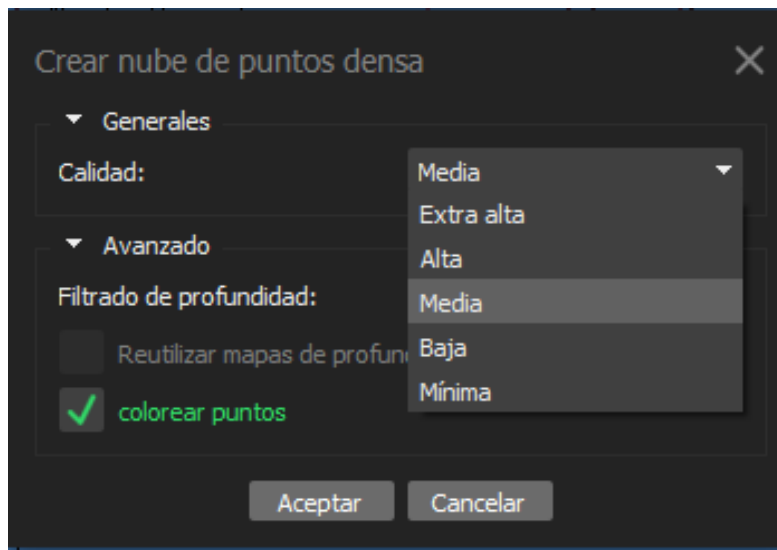 Crear nube de puntos densa
Generales
Calidad: Media
Extra alta
Alta
Avanzado
Filtrado de profundidad: Media
Reutilizar mapas de Baja
Mínima
colorear puntos
Aceptar Cancelar